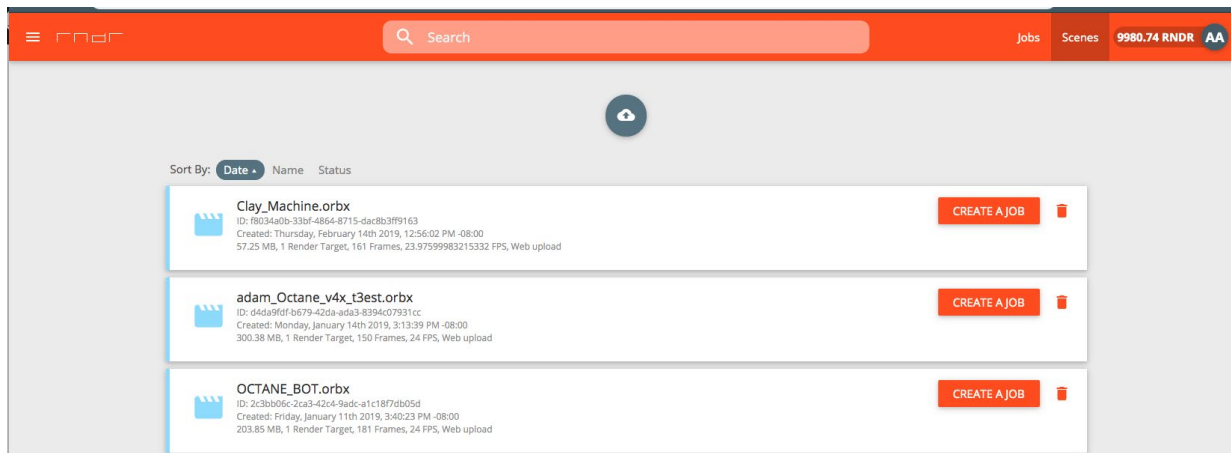 rndr
Search
Jobs
Scenes
9980.74 RNDR
AA
Sort By: Date Name Status
Clay_Machine.orbx
ID: f8034a0b-33bf-4864-8715-dac8b3ff9163
Created: Thursday, February 14th 2019, 12:56:02 PM -08:00
57.25 MB, 1 Render Target, 161 Frames, 23.97599983215332 FPS, Web upload
CREATE A JOB
adam_Octane_v4x_t3est.orbx
ID: d4da9fdf-b679-42da-ada3-8394c07931cc
Created: Monday, January 14th 2019, 3:13:39 PM -08:00
300.38 MB, 1 Render Target, 150 Frames, 24 FPS, Web upload
CREATE A JOB
OCTANE_BOT.orbx
ID: 2c3bb06c-2ca3-42c4-9adc-a1c18f7db05d
Created: Friday, January 11th 2019, 3:40:23 PM -08:00
203.85 MB, 1 Render Target, 181 Frames, 24 FPS, Web upload
CREATE A JOB